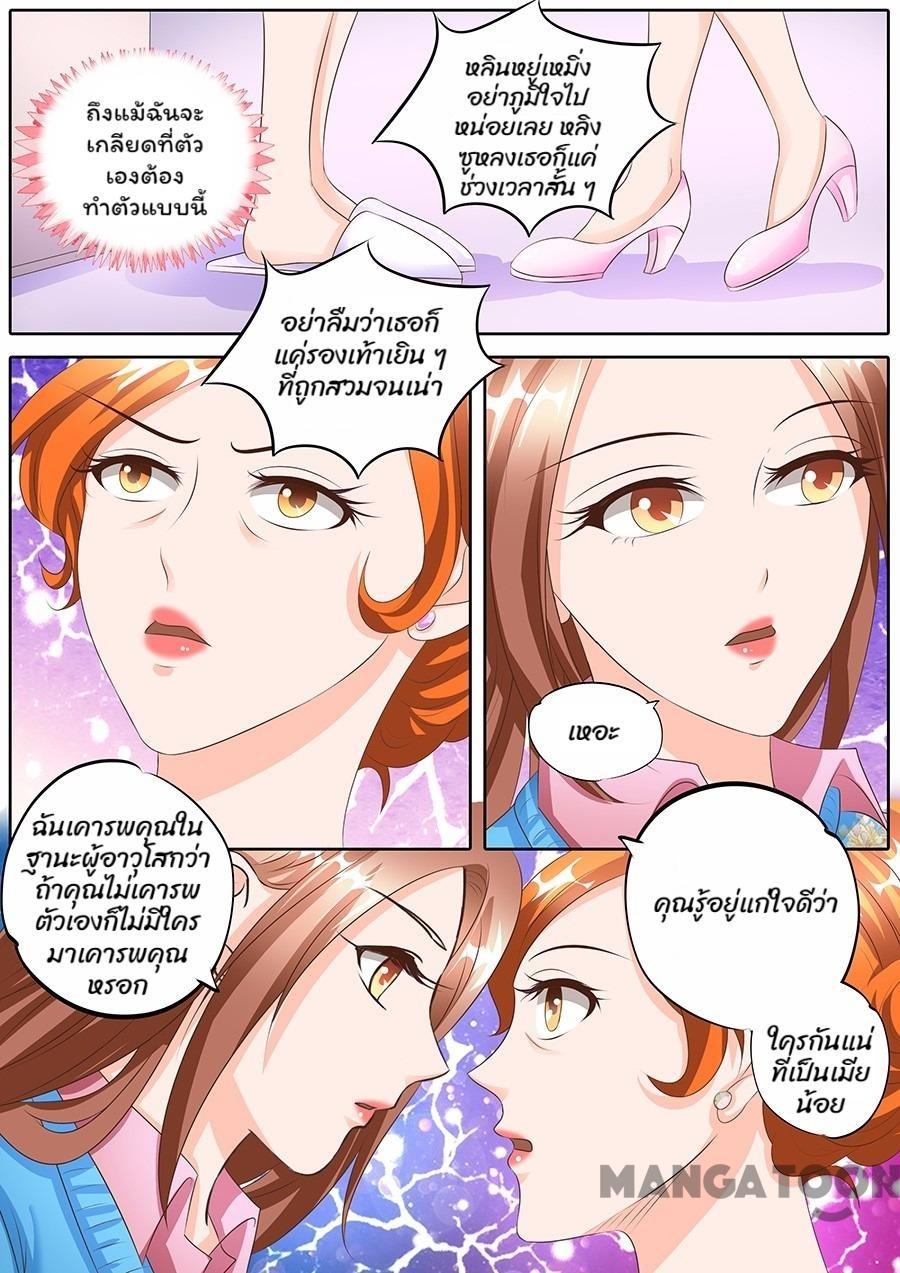 ถึงแม้ฉันจะ
เกลียดที่ตัว
เองต้อง
ทำตัวแบบนี้
หลินหยู่เหมิ่ง
อย่าภูมิใจไป
หน่อยเลย หลิง
ซูหลงเธอก็แค่
ช่วงเวลาสั้น ๆ
อย่าลืมว่าเธอก็
แค่รองเท้าเยิน ๆ
ที่ถูกสวมจนเน่า
เหอะ
ฉันเคารพคุณใน
ฐานะผู้อาวุโสกว่า
ถ้าคุณไม่เคารพ
ตัวเองก็ไม่มีใคร
มาเคารพคุณ
หรอก
คุณรู้อยู่แก่ใจดีว่า
ใครกันแน่
ที่เป็นเมีย
น้อย
MANGATOON